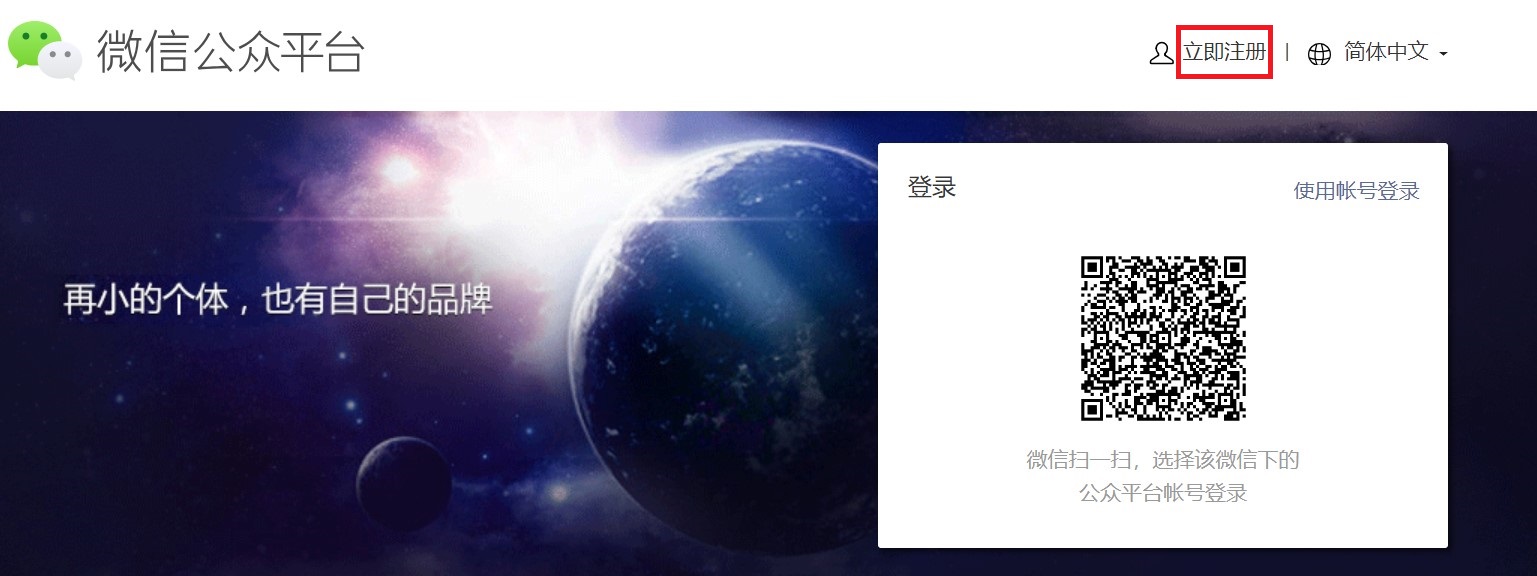 微信公众平台
立即注册 | 简体中文
登录
使用帐号登录
再小的个体，也有自己的品牌
微信扫一扫，选择该微信下的
公众平台帐号登录